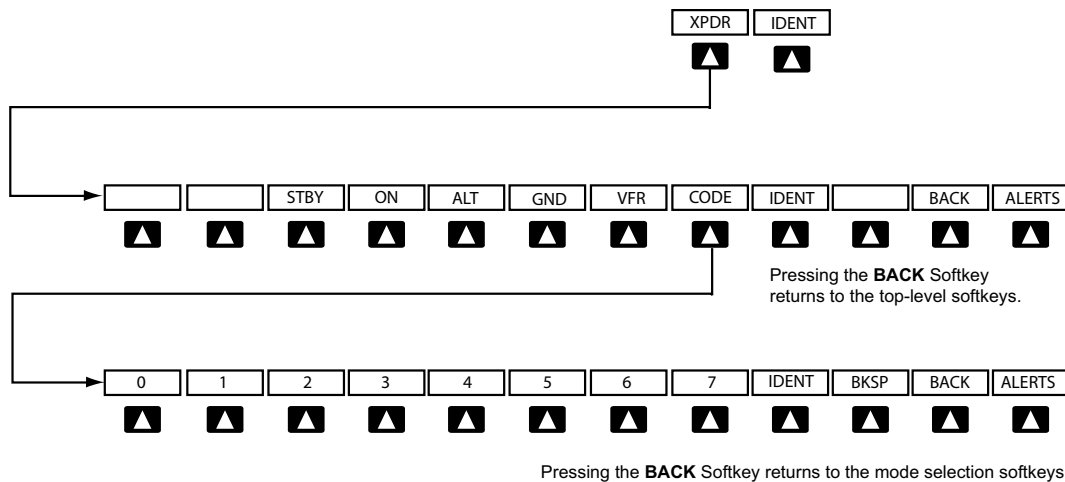 XPDR IDENT
STBY ON ALT GND VFR CODE IDENT BACK ALERTS
Pressing the BACK Softkey
returns to the top-level softkeys.
0 1 2 3 4 5 6 7 IDENT BKSP BACK ALERTS
Pressing the BACK Softkey returns to the mode selection softkeys